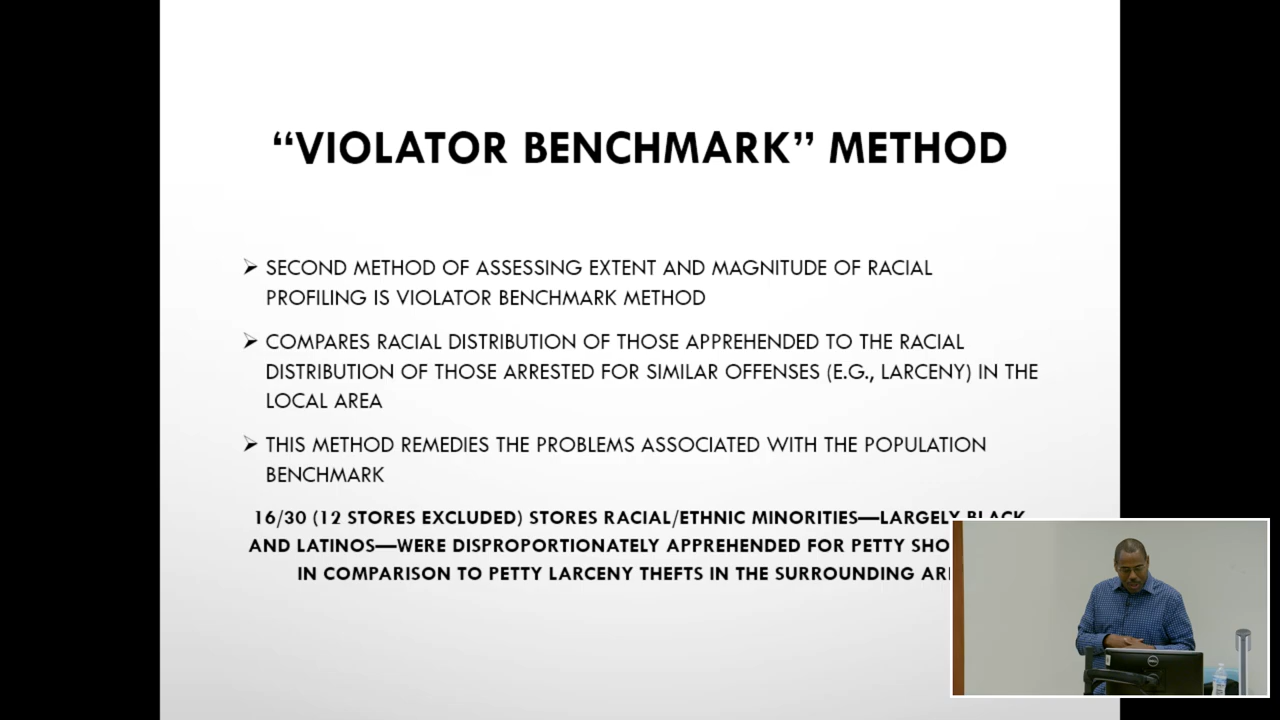 “VIOLATOR BENCHMARK” METHOD
SECOND METHOD OF ASSESSING EXTENT AND MAGNITUDE OF RACIAL
PROFILING IS VIOLATOR BENCHMARK METHOD
COMPARES RACIAL DISTRIBUTION OF THOSE APPREHENDED TO THE RACIAL
DISTRIBUTION OF THOSE ARRESTED FOR SIMILAR OFFENSES (E.G., LARCENY) IN THE
LOCAL AREA
THIS METHOD REMEDIES THE PROBLEMS ASSOCIATED WITH THE POPULATION
BENCHMARK
16/30 (12 STORES EXCLUDED) STORES RACIAL/ETHNIC MINORITIES—LARGELY BLACK
AND LATINOS—WERE DISPROPORTIONATELY APPREHENDED FOR PETTY
IN COMPARISON TO PETTY LARCENY THEFTS IN THE SURROUNDING
DELL